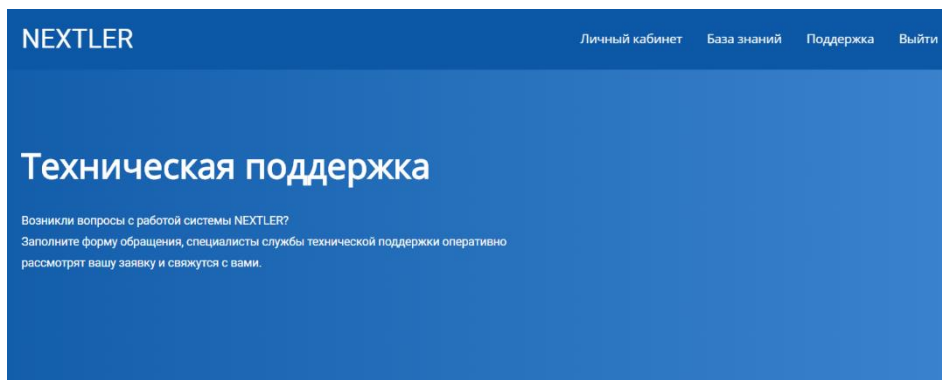 NEXTLER
Личный кабинет База знаний Поддержка Выйти
Техническая поддержка
Возникли вопросы с работой системы NEXTLER?
Заполните форму обращения, специалисты службы технической поддержки оперативно
рассмотрят вашу заявку и свяжутся с вами.